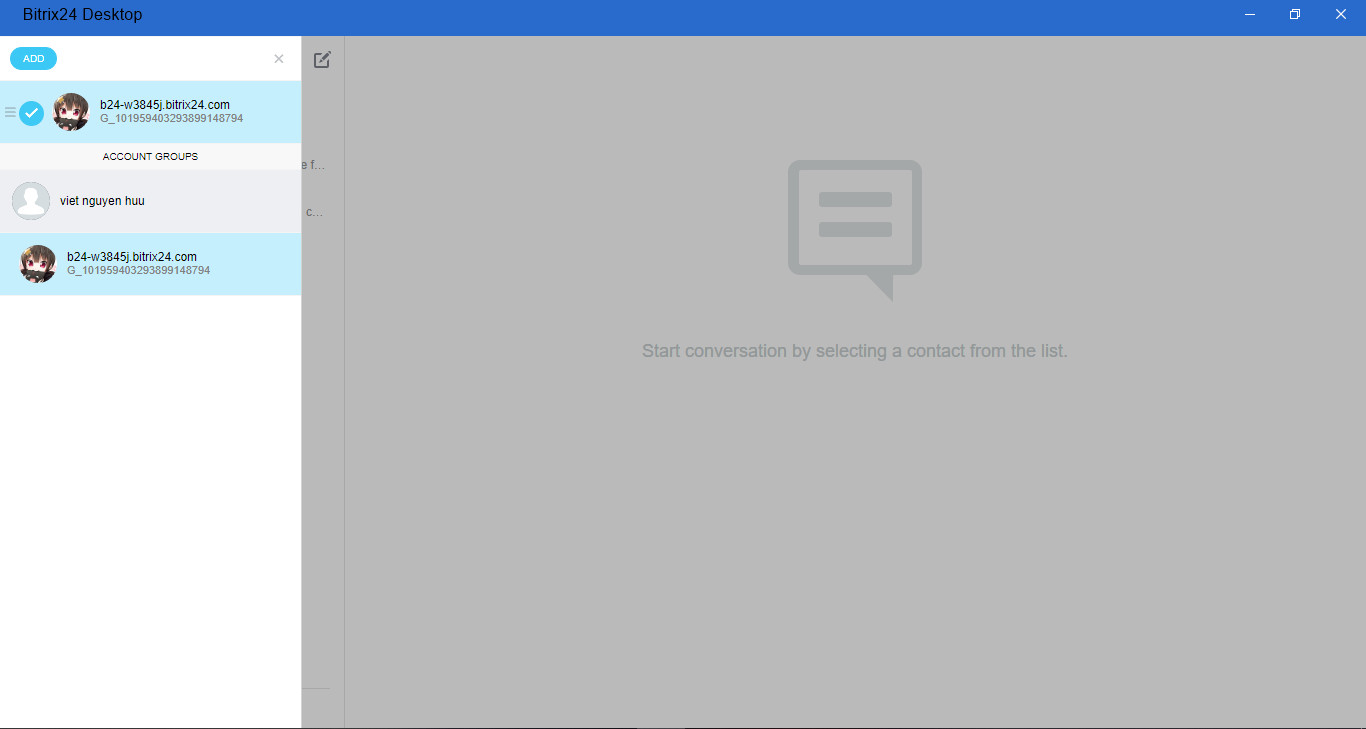 Bitrix24 Desktop
ADD
b24-w3845j.bitrix24.com
G_101959403293899148794
ACCOUNT GROUPS
e f...
viet nguyen huu
c...
b24-w3845j.bitrix24.com
G_101959403293899148794
Start conversation by selecting a contact from the list.